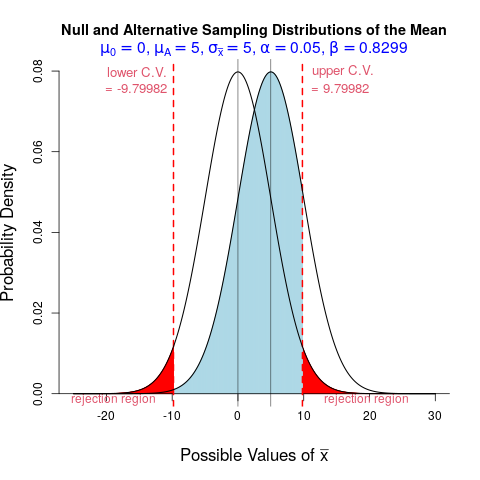 Null and Alternative Sampling Distributions of the Mean
μ0 = 0, μA = 5, σx̅ = 5, α = 0.05, β = 0.8299
lower C.V.
= -9.79982
upper C.V.
= 9.79982
Probability Density
0.00
0.02
0.04
0.06
0.08
rejection region
rejection region
-20
-10
0
10
20
30
Possible Values of x̅